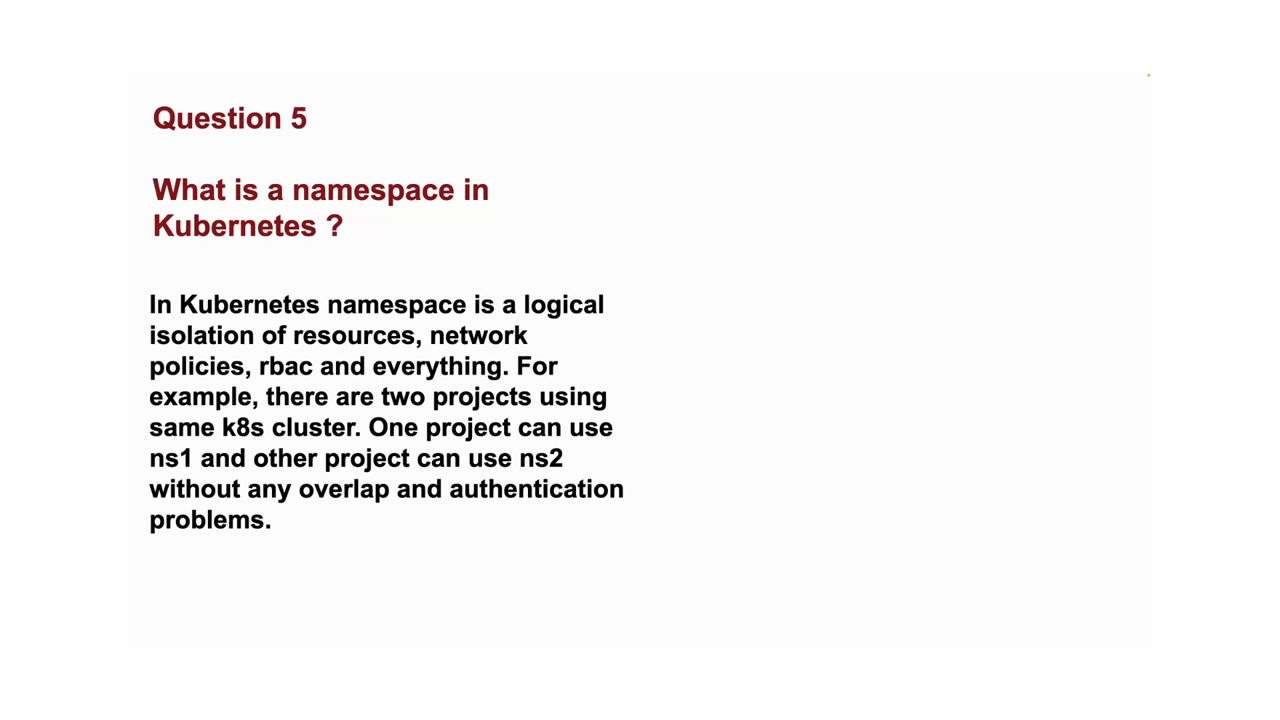 Question 5
What is a namespace in
Kubernetes ?
In Kubernetes namespace is a logical
isolation of resources, network
policies, rbac and everything. For
example, there are two projects using
same k8s cluster. One project can use
ns1 and other project can use ns2
without any overlap and authentication
problems.